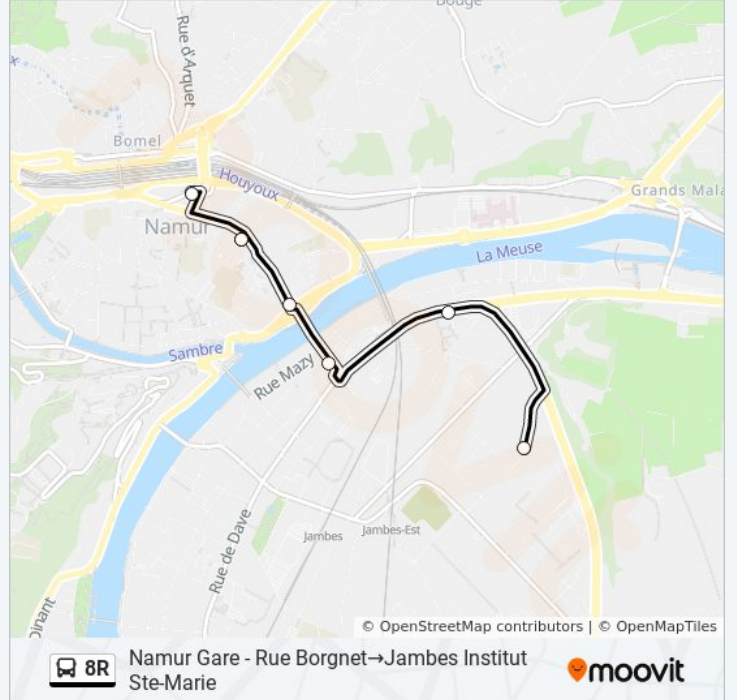 Bouge
Rue d'Arquet
x
Bomel
Houyoux
Grands Mala
Namur
La Meuse
Sambre
Rue Mazy
Rue de Dave
Jambes
Jambes-Est
Dinant
© OpenStreetMap contributors | © OpenMapTiles
8R
Namur Gare - Rue Borgnet→Jambes Institut
Ste-Marie
moovit